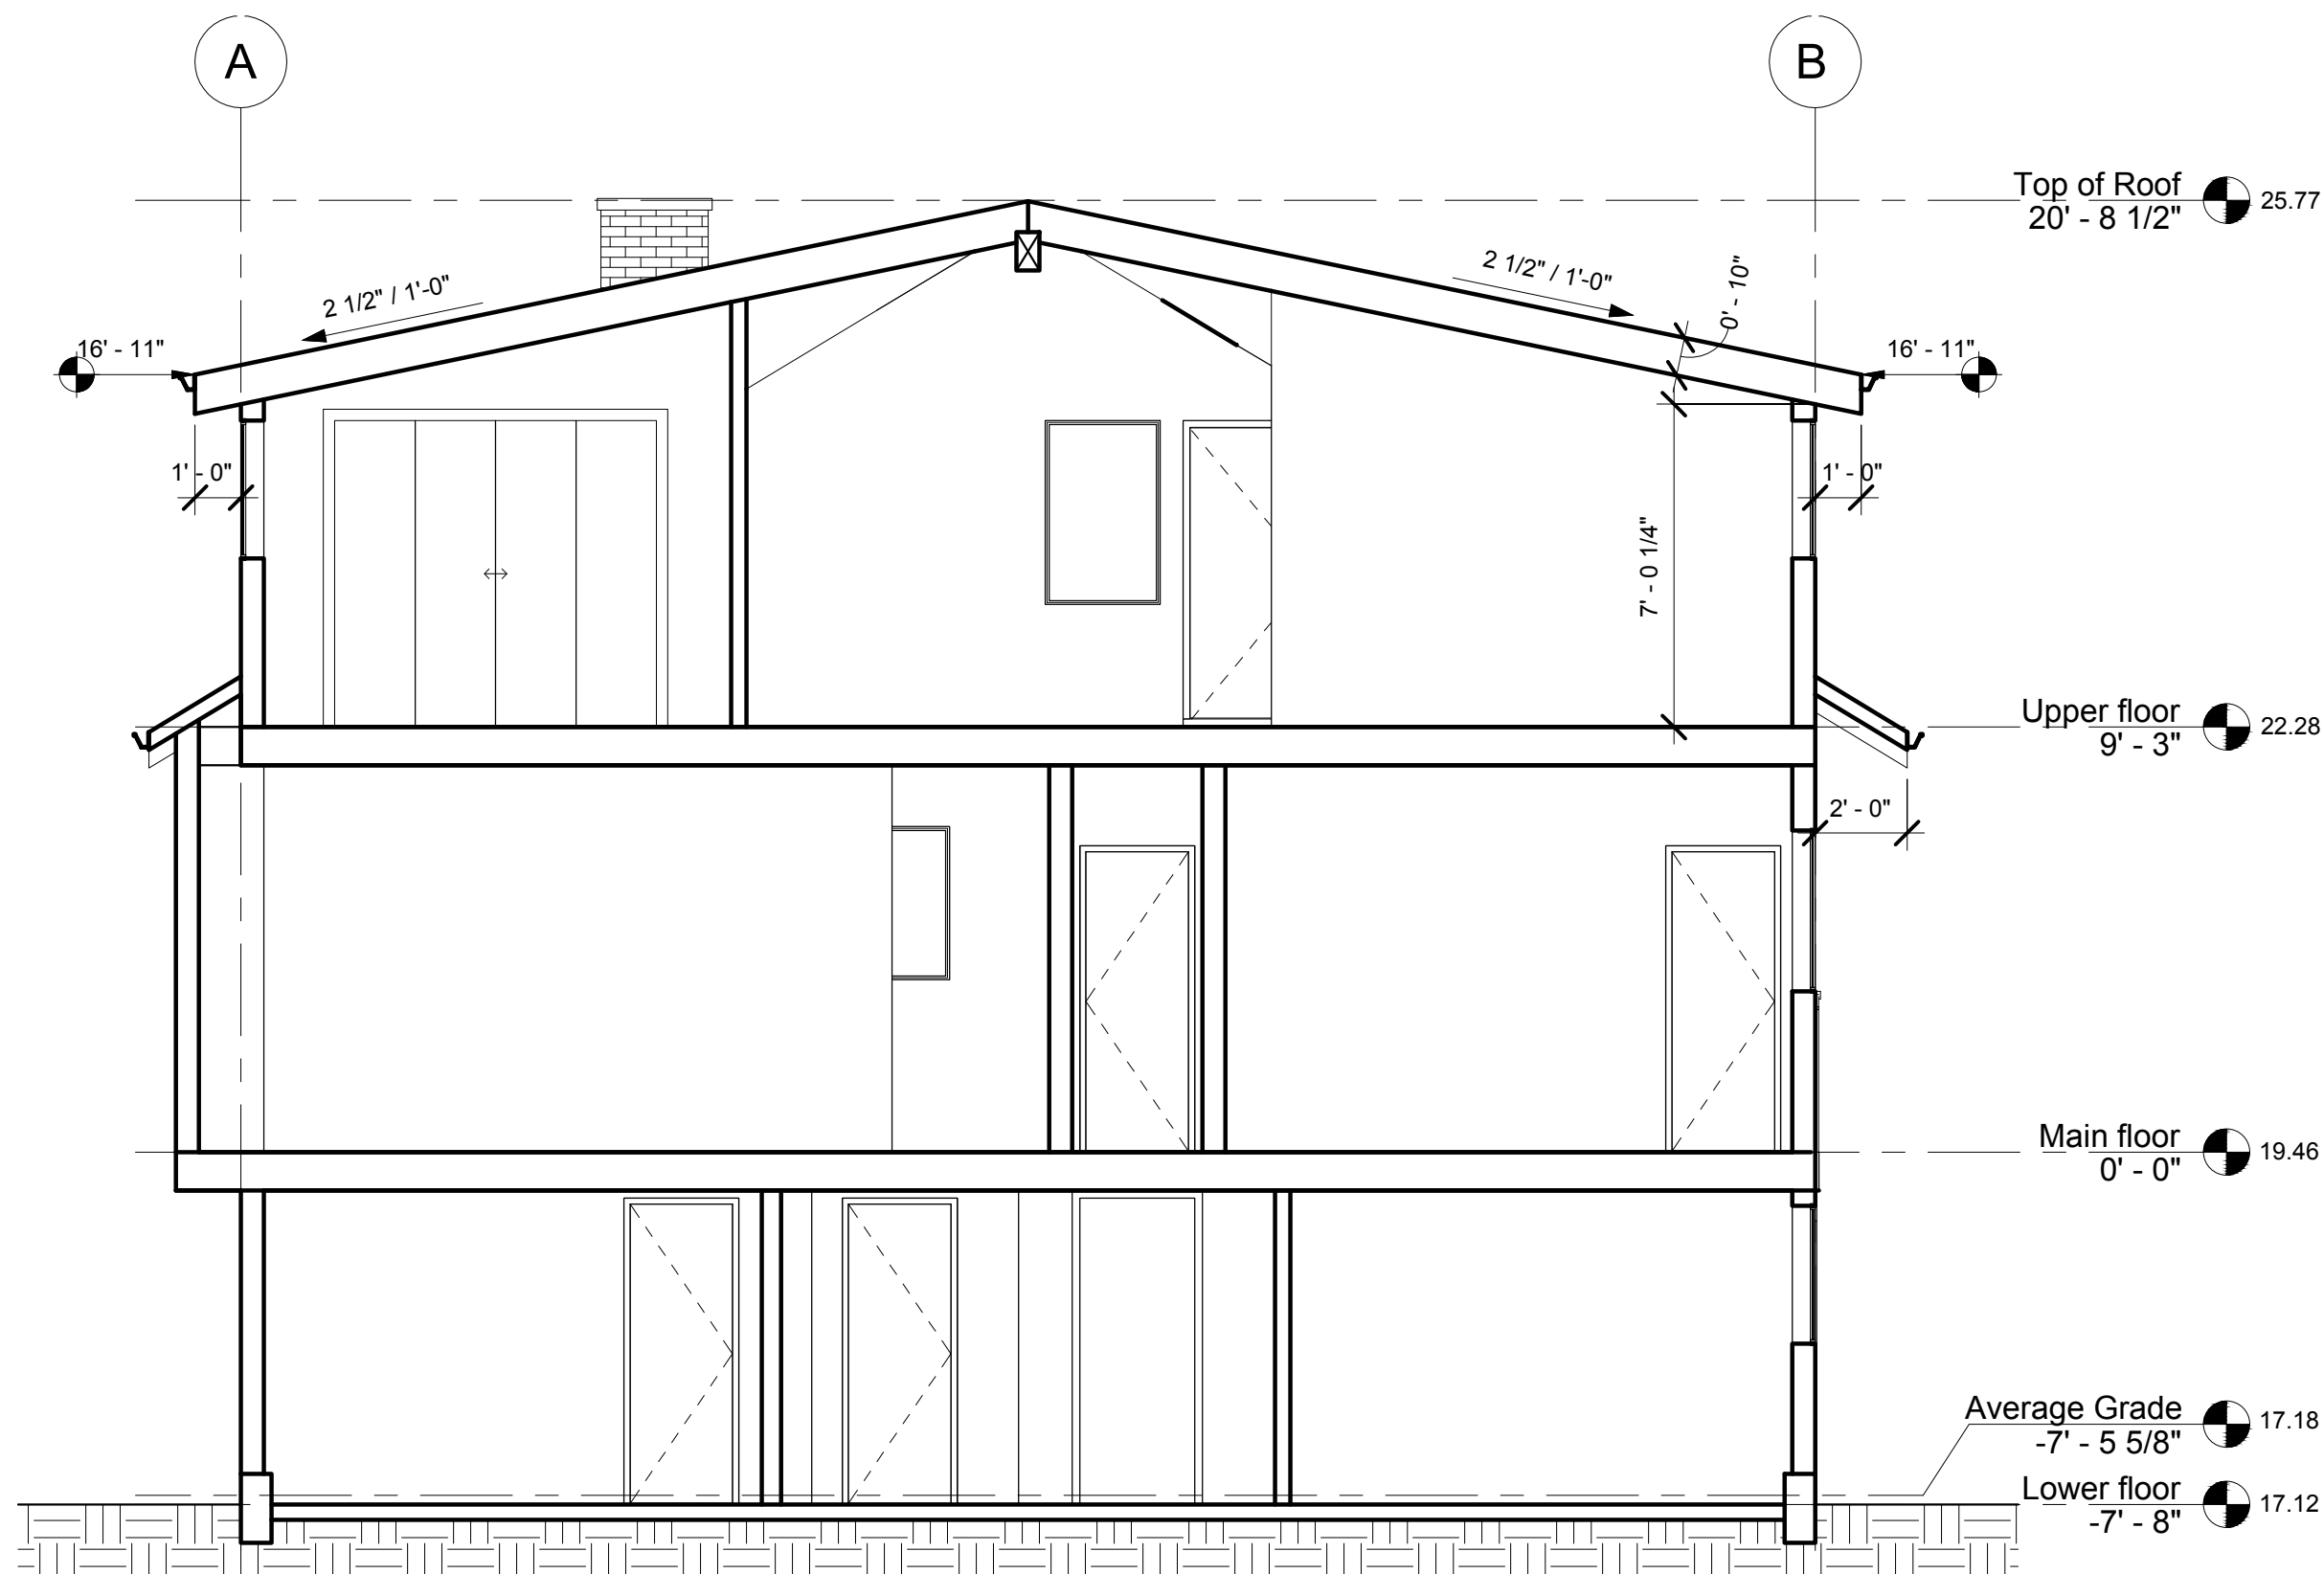 A
B
Top of Roof
20' - 8 1/2"
25.77
2 1/2" / 1'-0"
2 1/2" / 1'-0"
0' - 10"
16' - 11"
16' - 11"
1' - 0"
1' - 0"
7' - 0 1/4"
Upper floor
9' - 3"
22.28
2' - 0"
Main floor
0' - 0"
19.46
Average Grade
-7' - 5 5/8"
17.18
Lower floor
-7' - 8"
17.12